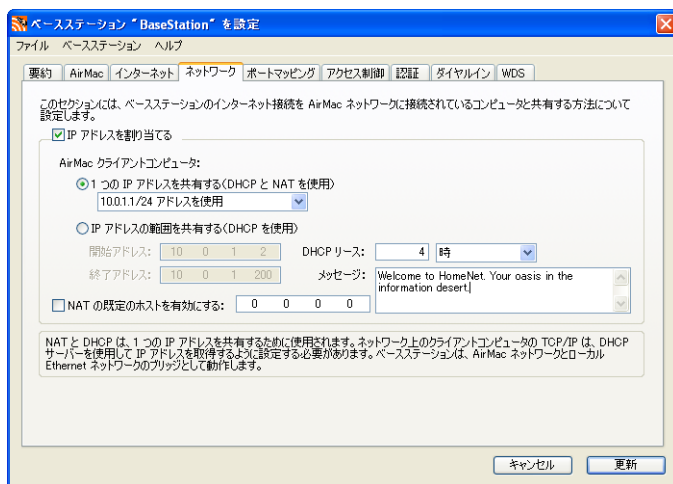 ベースステーション "BaseStation" を設定
ファイル ベースステーション ヘルプ
要約 AirMac インターネット ネットワーク ポートマッピング アクセス制御 認証 ダイヤルイン WDS
このセクションには、ベースステーションのインターネット接続を AirMac ネットワークに接続されているコンピュータと共有する方法について
設定します。
IP アドレスを割り当てる
AirMac クライアントコンピュータ:
1 つの IP アドレスを共有する(DHCP と NAT を使用)
10.0.1.1/24 アドレスを使用
IP アドレスの範囲を共有する(DHCP を使用)
開始アドレス: 10 0 1 2 DHCP リース: 4 時
終了アドレス: 10 0 1 200 メッセージ: Welcome to HomeNet. Your oasis in the
information desert.
NAT の既定のホストを有効にする: 0 0 0 0
NAT と DHCP は、1 つの IP アドレスを共有するために使用されます。ネットワーク上のクライアントコンピュータの TCP/IP は、DHCP
サーバーを使用して IP アドレスを取得するように設定する必要があります。ベースステーションは、AirMac ネットワークとローカル
Ethernet ネットワークのブリッジとして動作します。
キャンセル 更新